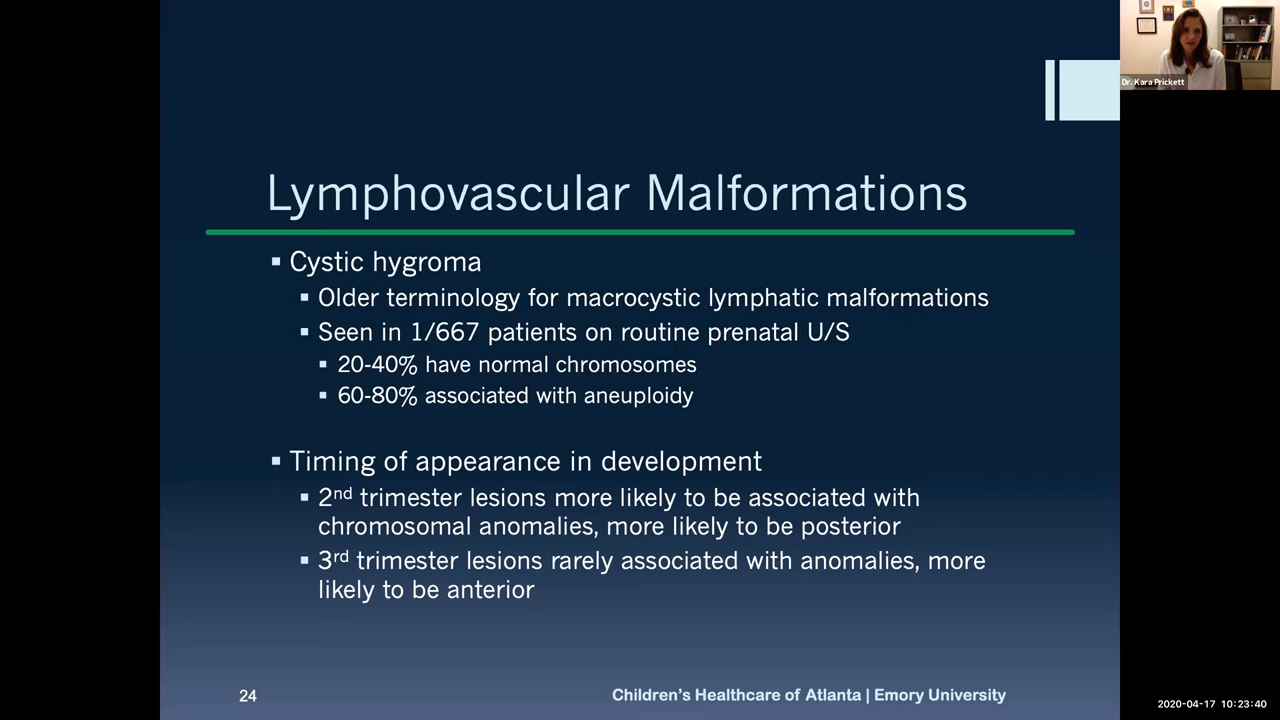 Dr. Kara Prickett
Lymphovascular Malformations
▪ Cystic hygroma
▪ Older terminology for macrocystic lymphatic malformations
▪ Seen in 1/667 patients on routine prenatal U/S
▪ 20-40% have normal chromosomes
▪ 60-80% associated with aneuploidy
▪ Timing of appearance in development
▪ 2nd trimester lesions more likely to be associated with
chromosomal anomalies, more likely to be posterior
▪ 3rd trimester lesions rarely associated with anomalies, more
likely to be anterior
24
Children's Healthcare of Atlanta | Emory University
2020-04-17 10:23:40